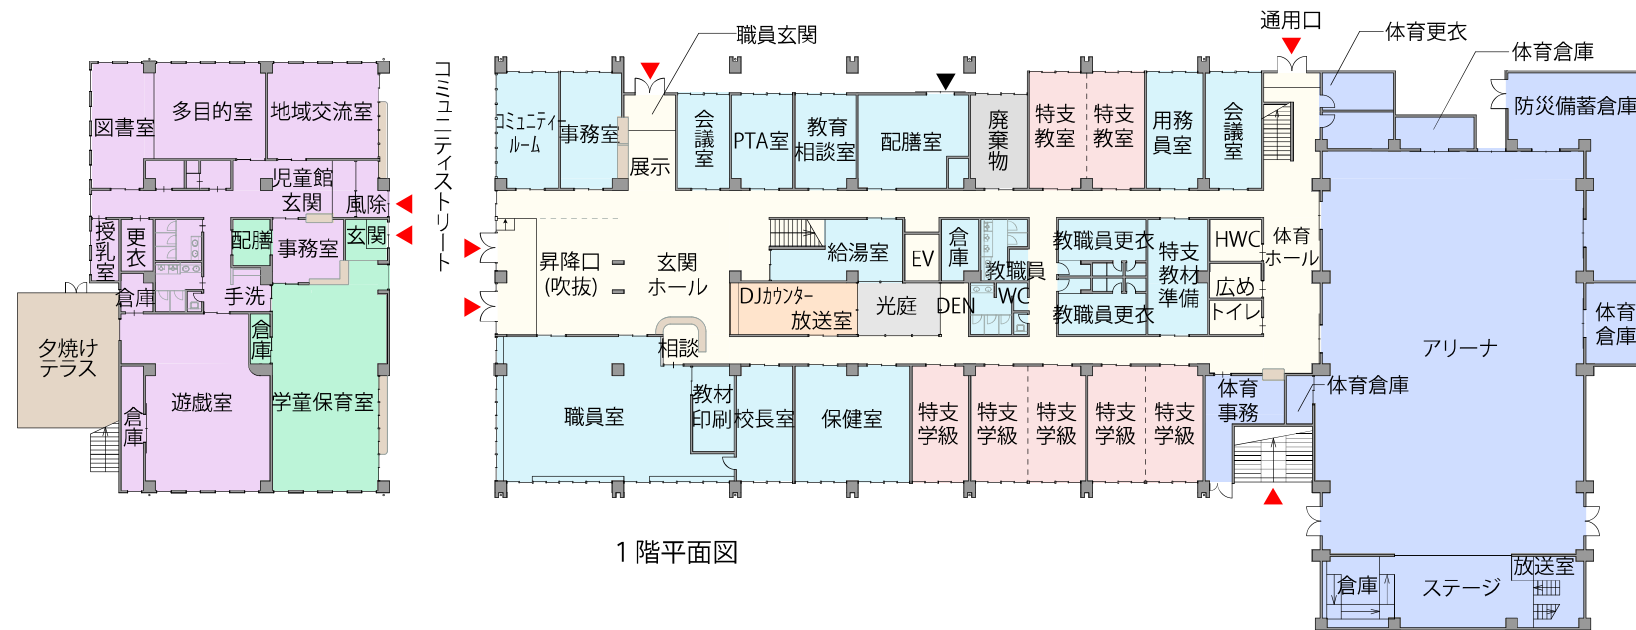 図書室
多目的室
地域交流室
児童館
玄関
風除
授乳室
更衣
配膳
事務室
玄関
倉庫
手洗
倉庫
夕焼け
テラス
遊戯室
学童保育室
倉庫
コミュニティストリート
職員玄関
コミュニティ
ルーム
事務室
展示
会議室
PTA室
教育
相談室
配膳室
廃棄物
特支
教室
特支
教室
用務
員室
会議室
通用口
体育更衣
体育倉庫
防災備蓄倉庫
昇降口
(吹抜)
玄関
ホール
給湯室
EV
倉庫
教職員
WC
DEN
教職員更衣
教職員更衣
特支
教材
準備
HWC
広め
トイレ
体育
ホール
DJカウンター
放送室
光庭
相談
職員室
教材
印刷
校長室
保健室
特支
学級
特支
学級
特支
学級
特支
学級
特支
学級
体育
事務
体育倉庫
アリーナ
体育
倉庫
倉庫
ステージ
放送室
1階平面図